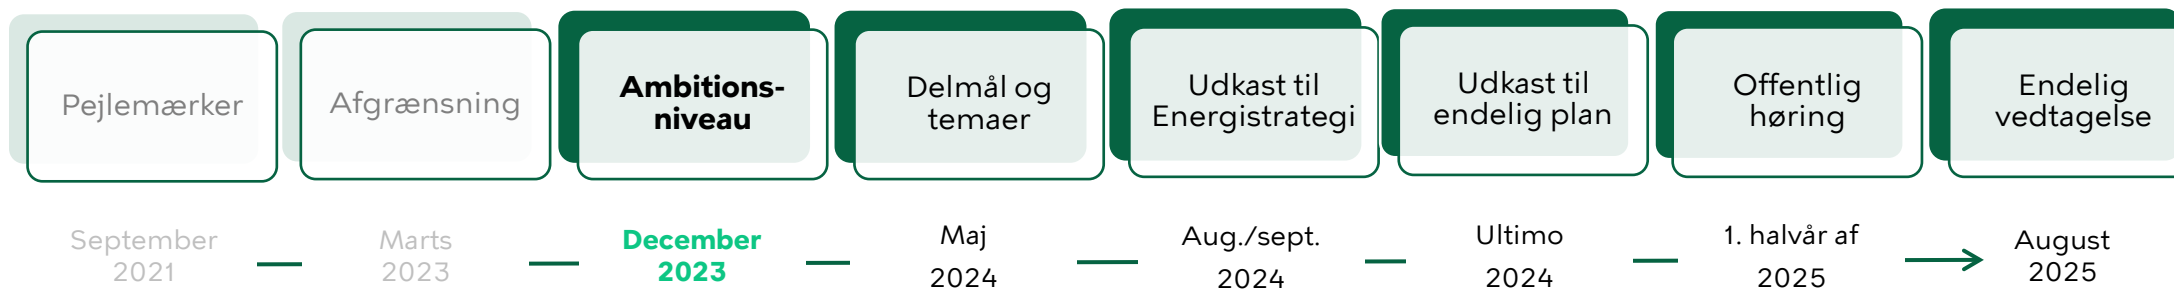 Pejlemærker
Afgrænsning
Ambitions-
niveau
Delmål og
temaer
Udkast til
Energistrategi
Udkast til
endelig plan
Offentlig
høring
Endelig
vedtagelse
September
2021
Marts
2023
December
2023
Maj
2024
Aug./sept.
2024
Ultimo
2024
1. halvår af
2025
August
2025